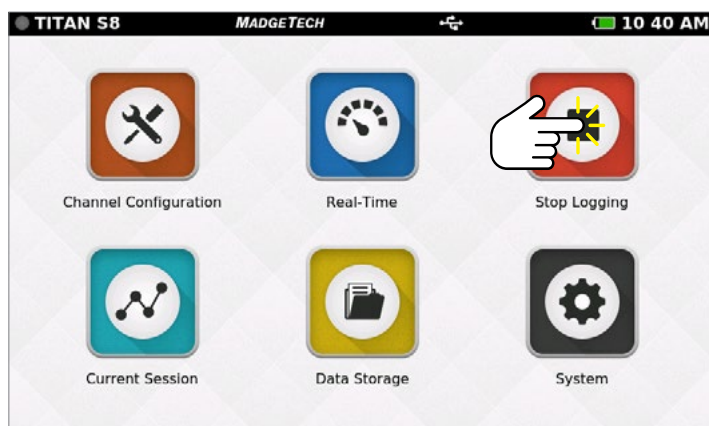 TITAN S8 MADGETECH 10 40 AM
Channel Configuration Real-Time Stop Logging
Current Session Data Storage System